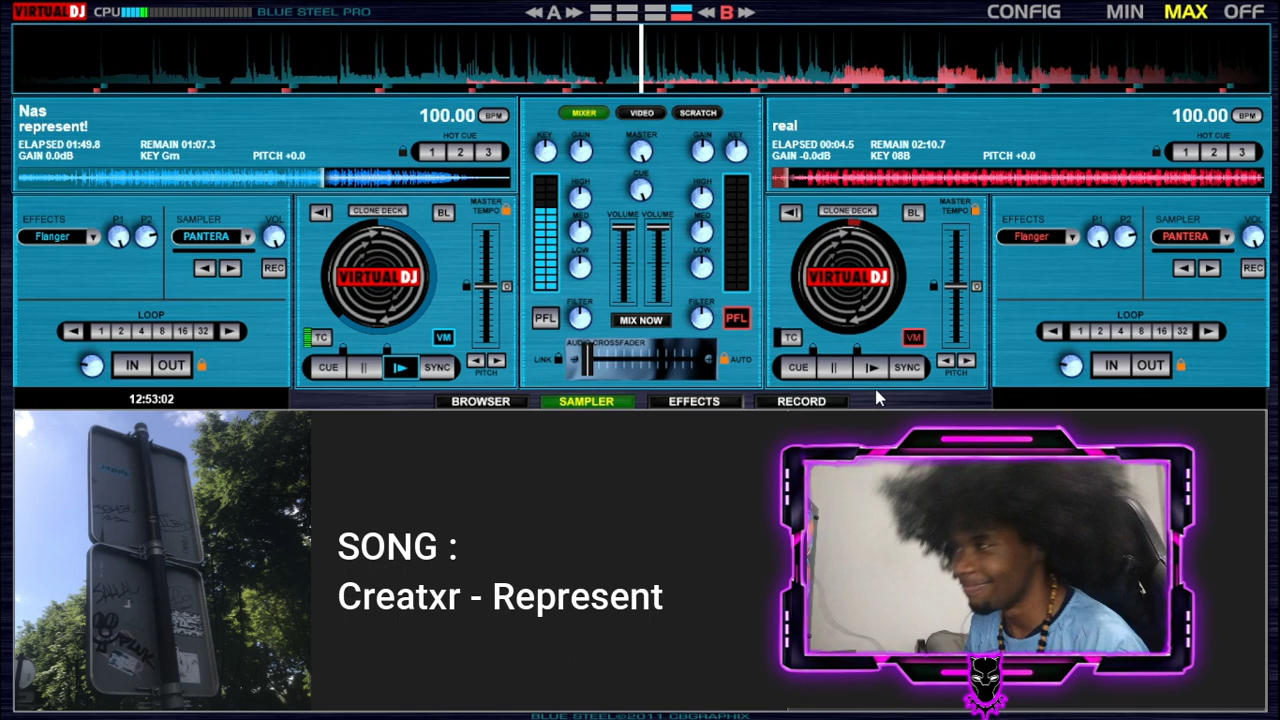 VIRTUALDJ CPU BLUE STEEL PRO A B CONFIG MIN MAX OFF
Nas
represent!
100.00 BPM
ELAPSED 01:49.8 REMAIN 01:07.3
GAIN 0.0dB KEY Gm PITCH +0.0
HOT CUE
1 2 3
MIXER VIDEO SCRATCH
KEY GAIN MASTER GAIN KEY
CUE
HIGH HIGH
MED MED
VOLUME VOLUME
LOW LOW
FILTER FILTER
PFL MIX NOW PFL
AUDIO CROSSFADER
LINK AUTO
real
100.00 BPM
ELAPSED 00:04.5 REMAIN 02:10.7
GAIN -0.0dB KEY 08B PITCH +0.0
HOT CUE
1 2 3
EFFECTS P1 P2 SAMPLER VOL
Flanger PANTERA
REC
LOOP
1 2 4 8 16 32
IN OUT
12:53:02
CLONE DECK BL MASTER TEMPO
VIRTUALDJ
TC VM
CUE SYNC PITCH
CLONE DECK BL MASTER TEMPO
VIRTUALDJ
TC VM
CUE SYNC PITCH
EFFECTS P1 P2 SAMPLER VOL
Flanger PANTERA
REC
LOOP
1 2 4 8 16 32
IN OUT
BROWSER SAMPLER EFFECTS RECORD
SONG :
Creatxr - Represent
BLUE STEEL©2011 CBGRAPHIX